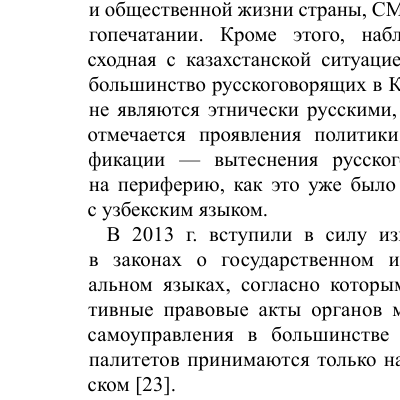 и общественной жизни страны, СМ
гопечатании. Кроме этого, набл
сходная с казахстанской ситуацие
большинство русскоговорящих в К
не являются этнически русскими,
отмечается проявления политики
фикации — вытеснения русског
на периферию, как это уже было
с узбекским языком.
В 2013 г. вступили в силу из
в законах о государственном и
альном языках, согласно которы
тивные правовые акты органов м
самоуправления в большинстве
палитетов принимаются только на
ском [23].